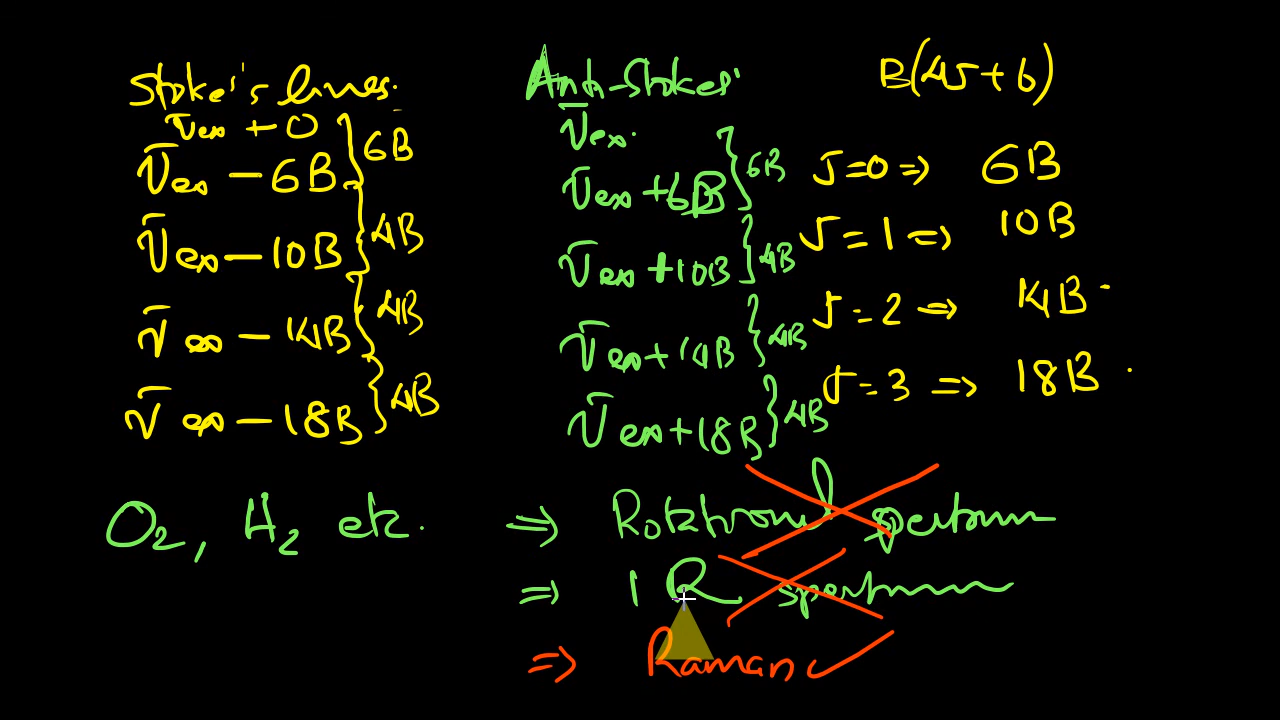 Stoke's lines.
ν̄ex + 0
ν̄ex – 6B } 6B
ν̄ex – 10B } 4B
ν̄ex – 14B } 4B
ν̄ex – 18B } 4B
Anti-Stokes'
ν̄ex.
ν̄ex + 6B } 6B
ν̄ex + 10B } 4B
ν̄ex + 14B } 4B
ν̄ex + 18B } 4B
B(4J+6)
J=0 ⇒ 6B
J=1 ⇒ 10B
J=2 ⇒ 14B
J=3 ⇒ 18B
O₂, H₂ etc. ⇒ Rotational spectrum
⇒ IR spectrum
⇒ Raman ✓